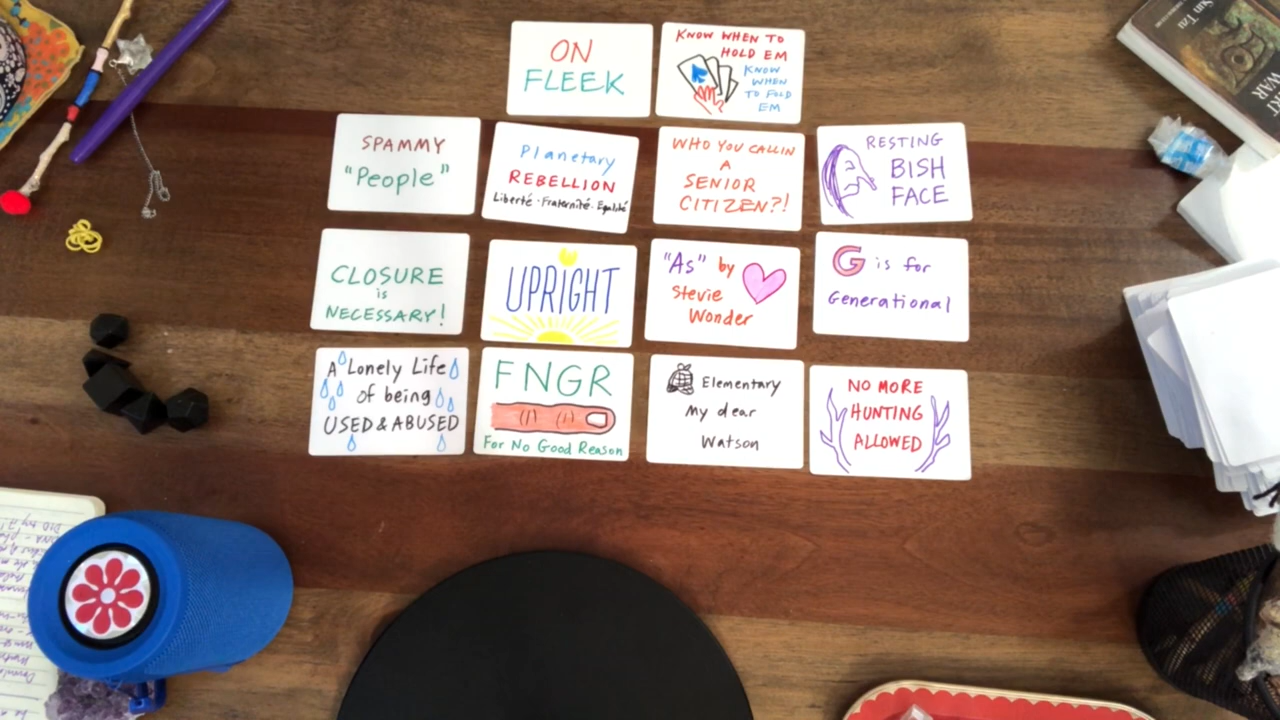 ON
FLEEK
KNOW WHEN TO
HOLD EM
KNOW
WHEN
TO FOLD
EM
SPAMMY
"People"
Planetary
REBELLION
Liberté · Fraternité · Egalité
WHO YOU CALLIN
A
SENIOR
CITIZEN?!
RESTING
BISH
FACE
CLOSURE
is
NECESSARY!
UPRIGHT
"As" by
Stevie
Wonder
G is for
Generational
A Lonely Life
of being
USED & ABUSED
FNGR
For No Good Reason
Elementary
My dear
Watson
NO MORE
HUNTING
ALLOWED
Sun Tzu
WAR